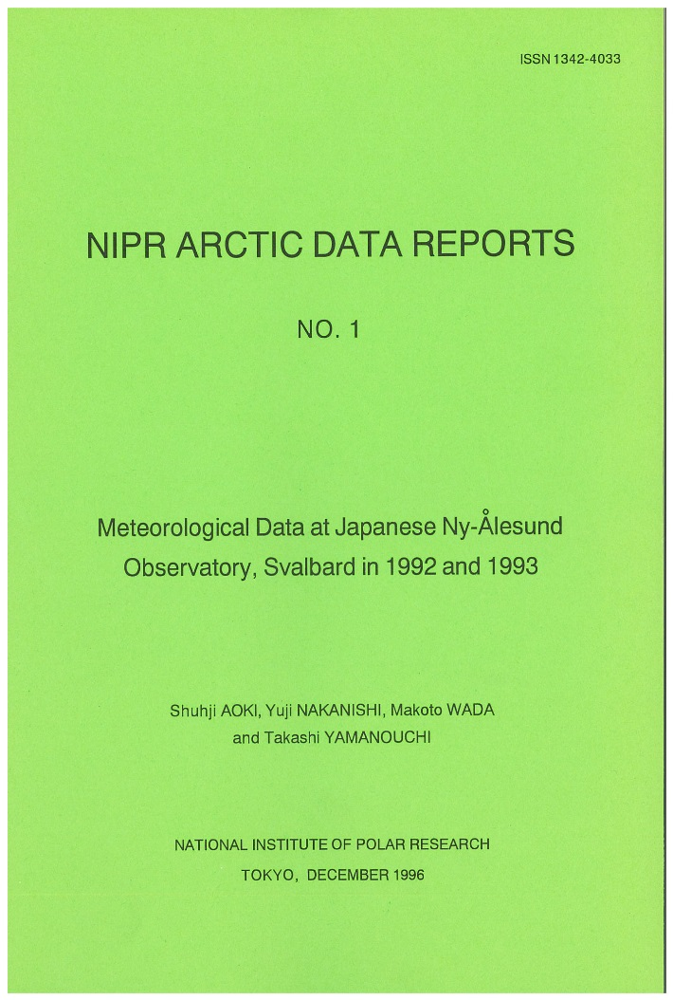 ISSN 1342-4033
NIPR ARCTIC DATA REPORTS
NO. 1
Meteorological Data at Japanese Ny-Ålesund
Observatory, Svalbard in 1992 and 1993
Shuhji AOKI, Yuji NAKANISHI, Makoto WADA
and Takashi YAMANOUCHI
NATIONAL INSTITUTE OF POLAR RESEARCH
TOKYO, DECEMBER 1996